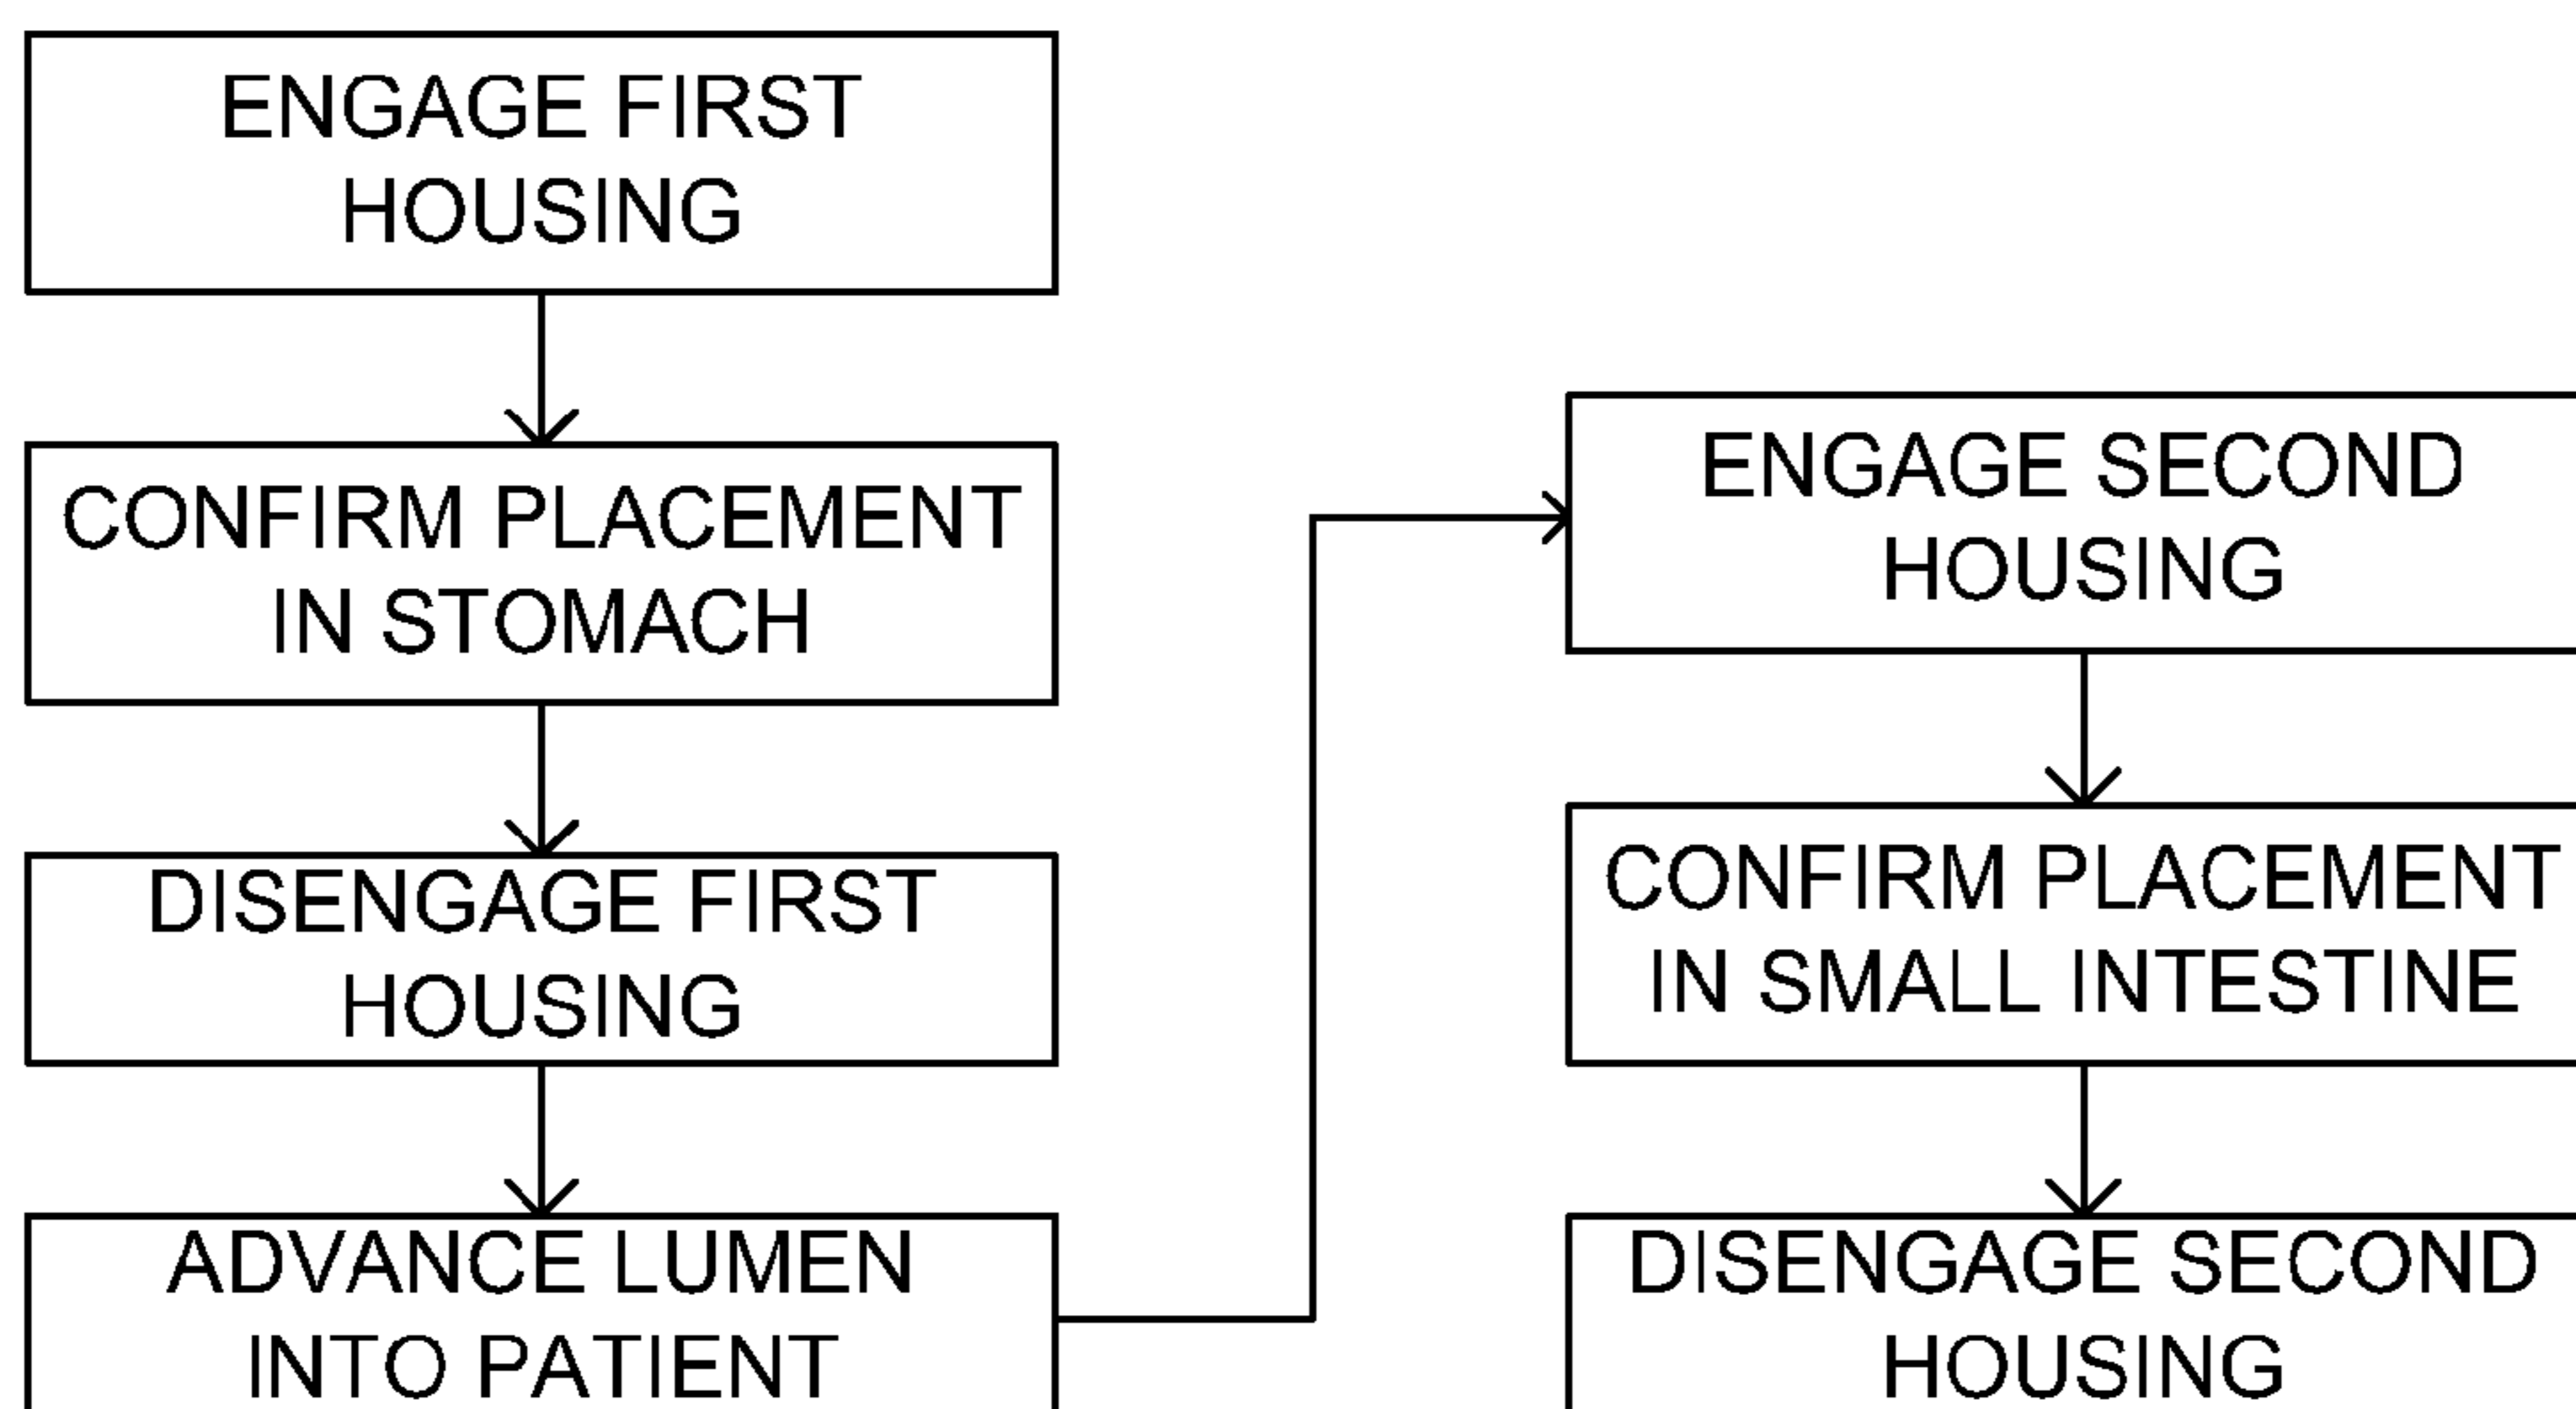 ENGAGE FIRST
HOUSING
CONFIRM PLACEMENT
IN STOMACH
DISENGAGE FIRST
HOUSING
ADVANCE LUMEN
INTO PATIENT
ENGAGE SECOND
HOUSING
CONFIRM PLACEMENT
IN SMALL INTESTINE
DISENGAGE SECOND
HOUSING